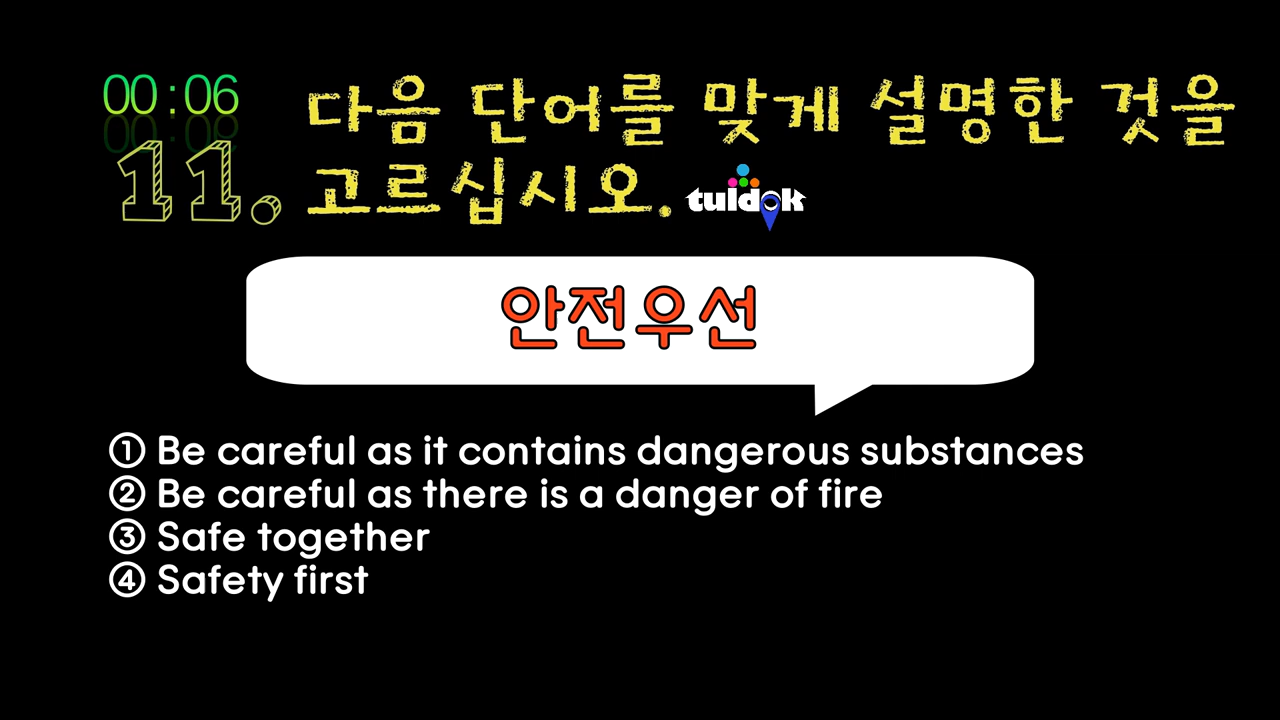 00:06
11. 다음 단어를 맞게 설명한 것을
고르십시오.
tuldok
안전우선
① Be careful as it contains dangerous substances
② Be careful as there is a danger of fire
③ Safe together
④ Safety first